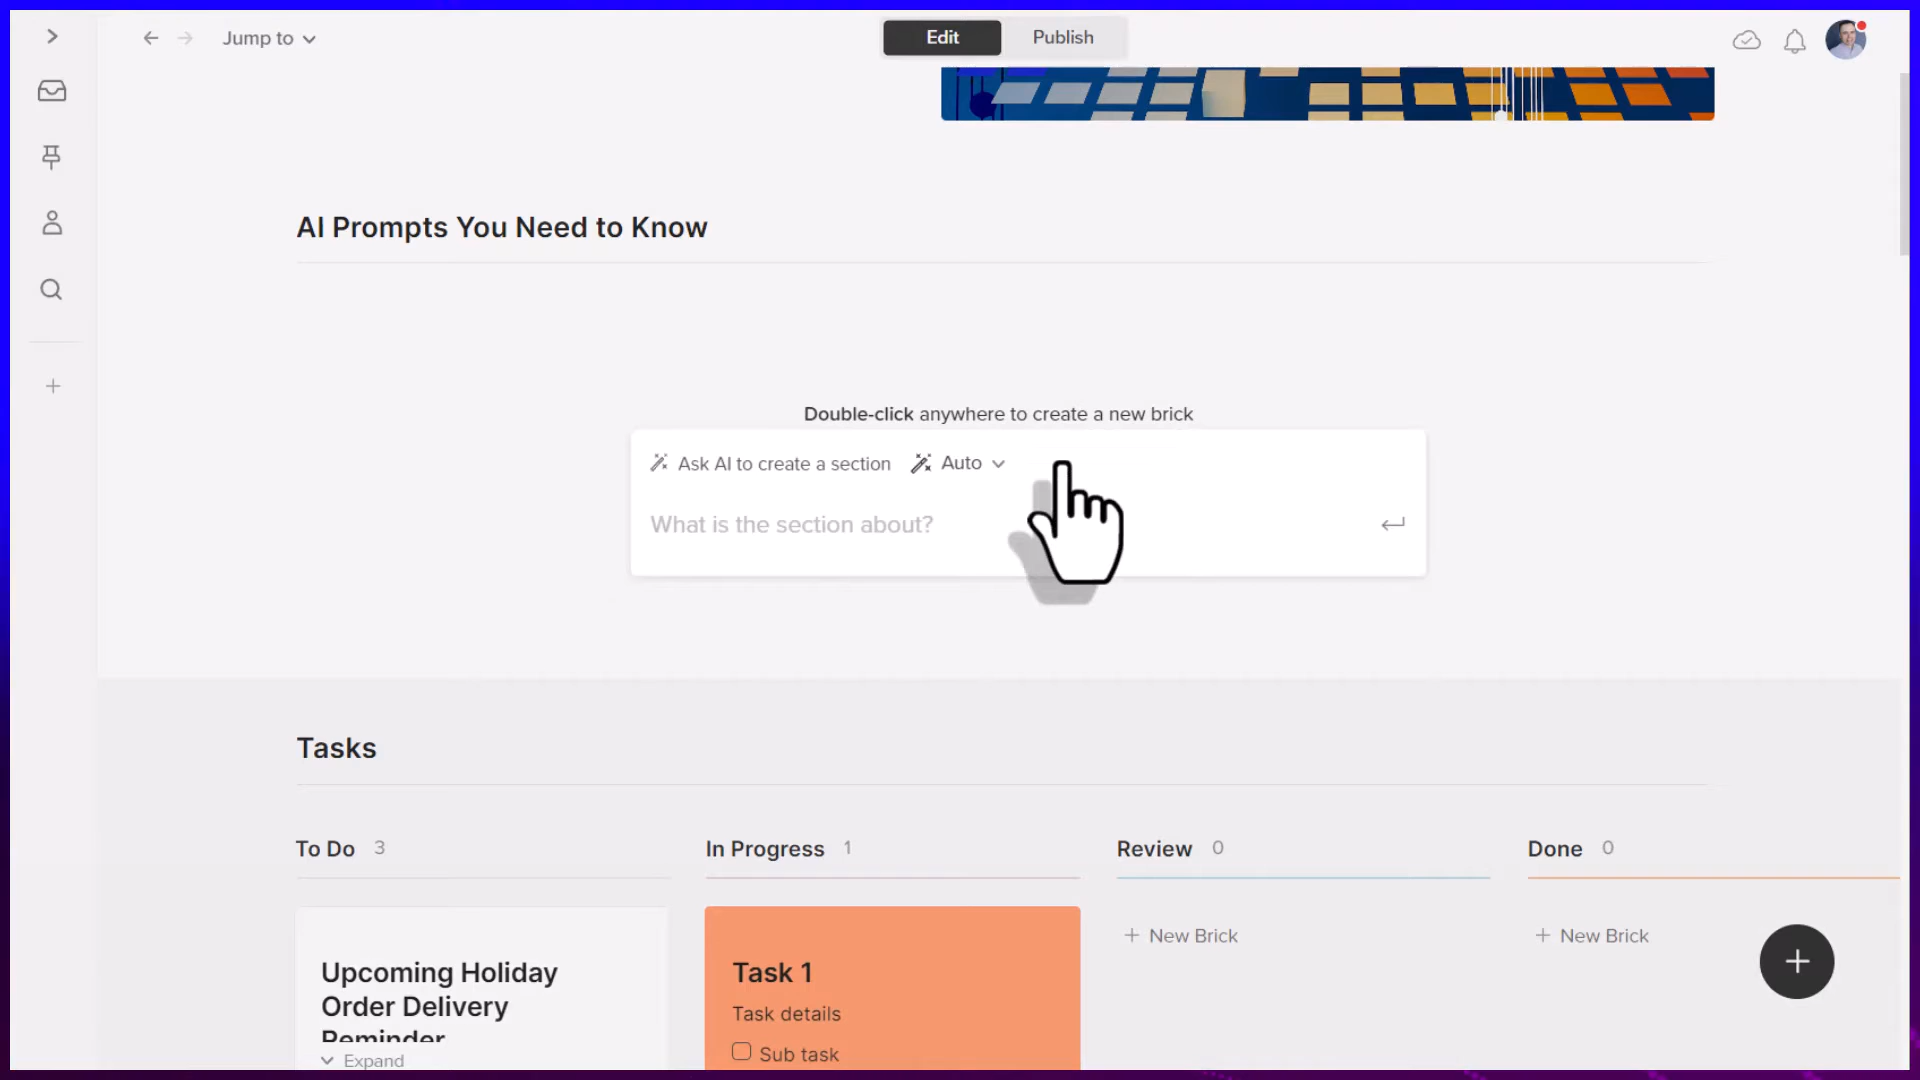 Jump to
Edit
Publish
AI Prompts You Need to Know
Double-click anywhere to create a new brick
Ask AI to create a section
Auto
What is the section about?
Tasks
To Do 3
In Progress 1
Review 0
Done 0
Upcoming Holiday
Order Delivery
Reminder
Expand
Task 1
Task details
Sub task
+ New Brick
+ New Brick